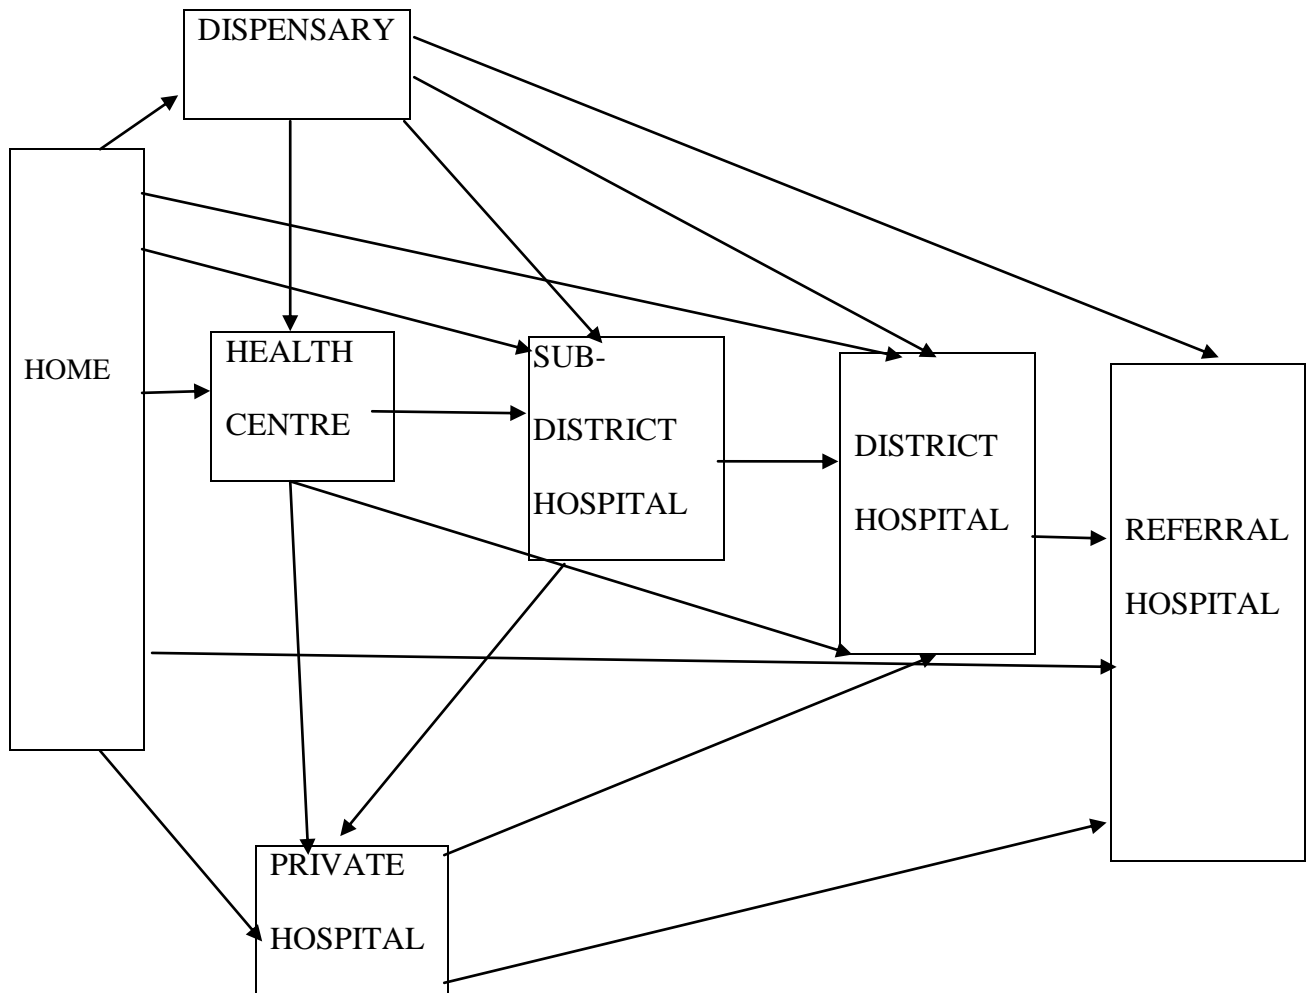 DISPENSARY
HOME
HEALTH
CENTRE
SUB-
DISTRICT
HOSPITAL
DISTRICT
HOSPITAL
REFERRAL
HOSPITAL
PRIVATE
HOSPITAL